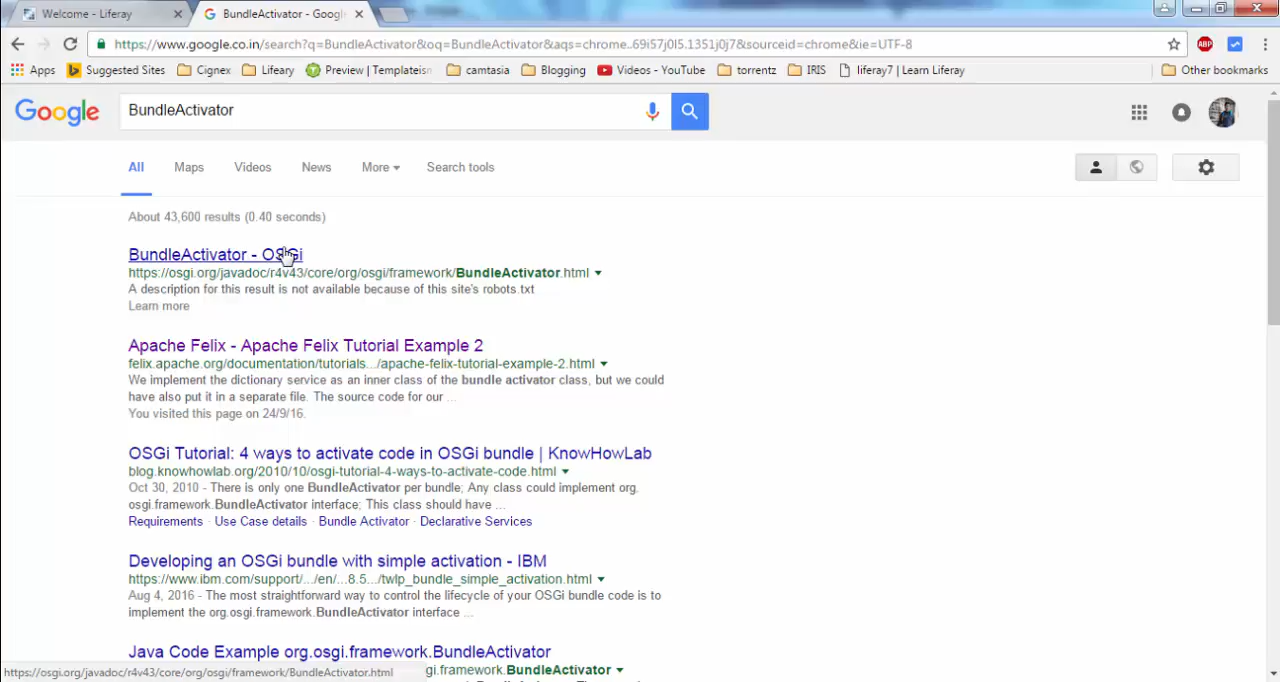 Welcome - Liferay
BundleActivator - Google
https://www.google.co.in/search?q=BundleActivator&oq=BundleActivator&aqs=chrome..69i57j0l5.1351j0j7&sourceid=chrome&ie=UTF-8
ABP
Apps Suggested Sites Cignex Lifeary Preview | Templateism camtasia Blogging Videos - YouTube torrentz IRIS liferay7 | Learn Liferay Other bookmarks
Google BundleActivator
All Maps Videos News More Search tools
About 43,600 results (0.40 seconds)
BundleActivator - OSGi
https://osgi.org/javadoc/r4v43/core/org/osgi/framework/BundleActivator.html
A description for this result is not available because of this site's robots.txt
Learn more
Apache Felix - Apache Felix Tutorial Example 2
felix.apache.org/documentation/tutorials.../apache-felix-tutorial-example-2.html
We implement the dictionary service as an inner class of the bundle activator class, but we could
have also put it in a separate file. The source code for our ...
You visited this page on 24/9/16.
OSGi Tutorial: 4 ways to activate code in OSGi bundle | KnowHowLab
blog.knowhowlab.org/2010/10/osgi-tutorial-4-ways-to-activate-code.html
Oct 30, 2010 - There is only one BundleActivator per bundle; Any class could implement org.
osgi.framework.BundleActivator interface; This class should have ...
Requirements · Use Case details · Bundle Activator · Declarative Services
Developing an OSGi bundle with simple activation - IBM
https://www.ibm.com/support/.../en/...8.5.../twlp_bundle_simple_activation.html
Aug 4, 2016 - The most straightforward way to control the lifecycle of your OSGi bundle code is to
implement the org.osgi.framework.BundleActivator interface ...
Java Code Example org.osgi.framework.BundleActivator
gi.framework.BundleActivator
https://osgi.org/javadoc/r4v43/core/org/osgi/framework/BundleActivator.html